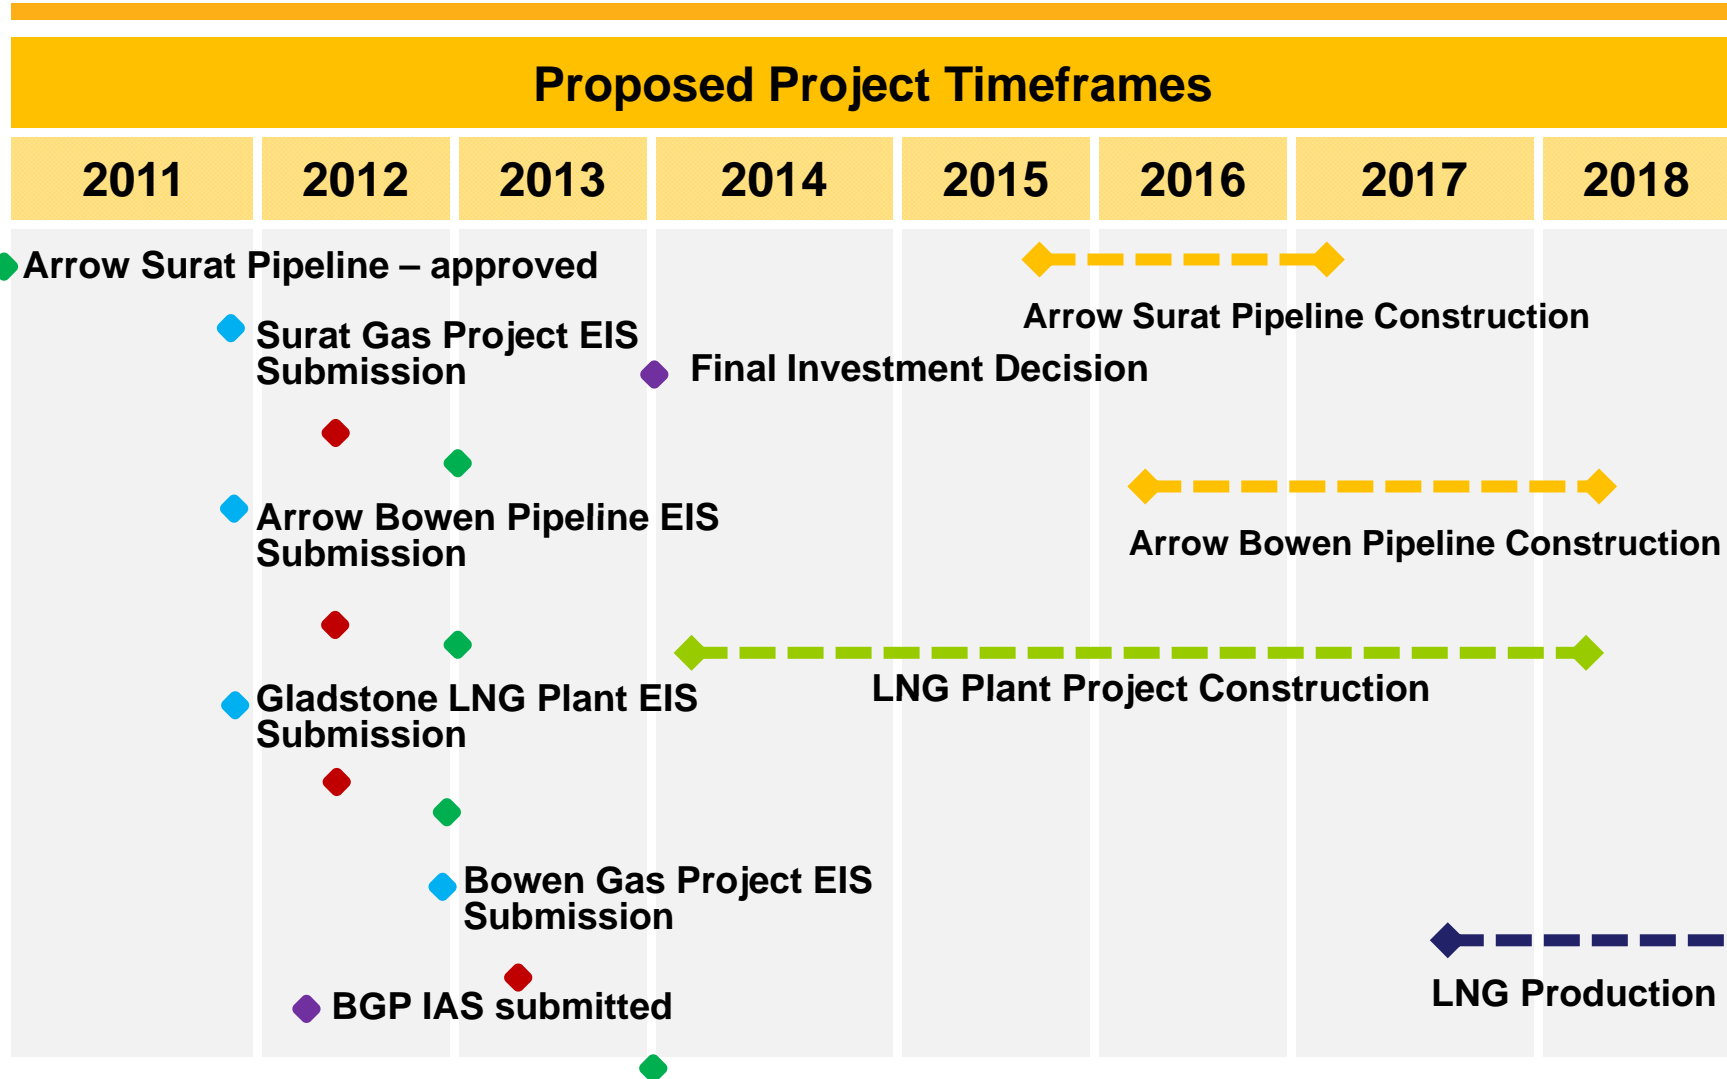 Proposed Project Timeframes
2011 2012 2013 2014 2015 2016 2017 2018
Arrow Surat Pipeline – approved
Arrow Surat Pipeline Construction
Surat Gas Project EIS
Submission
Final Investment Decision
Arrow Bowen Pipeline EIS
Submission
Arrow Bowen Pipeline Construction
Gladstone LNG Plant EIS
Submission
LNG Plant Project Construction
Bowen Gas Project EIS
Submission
LNG Production
BGP IAS submitted